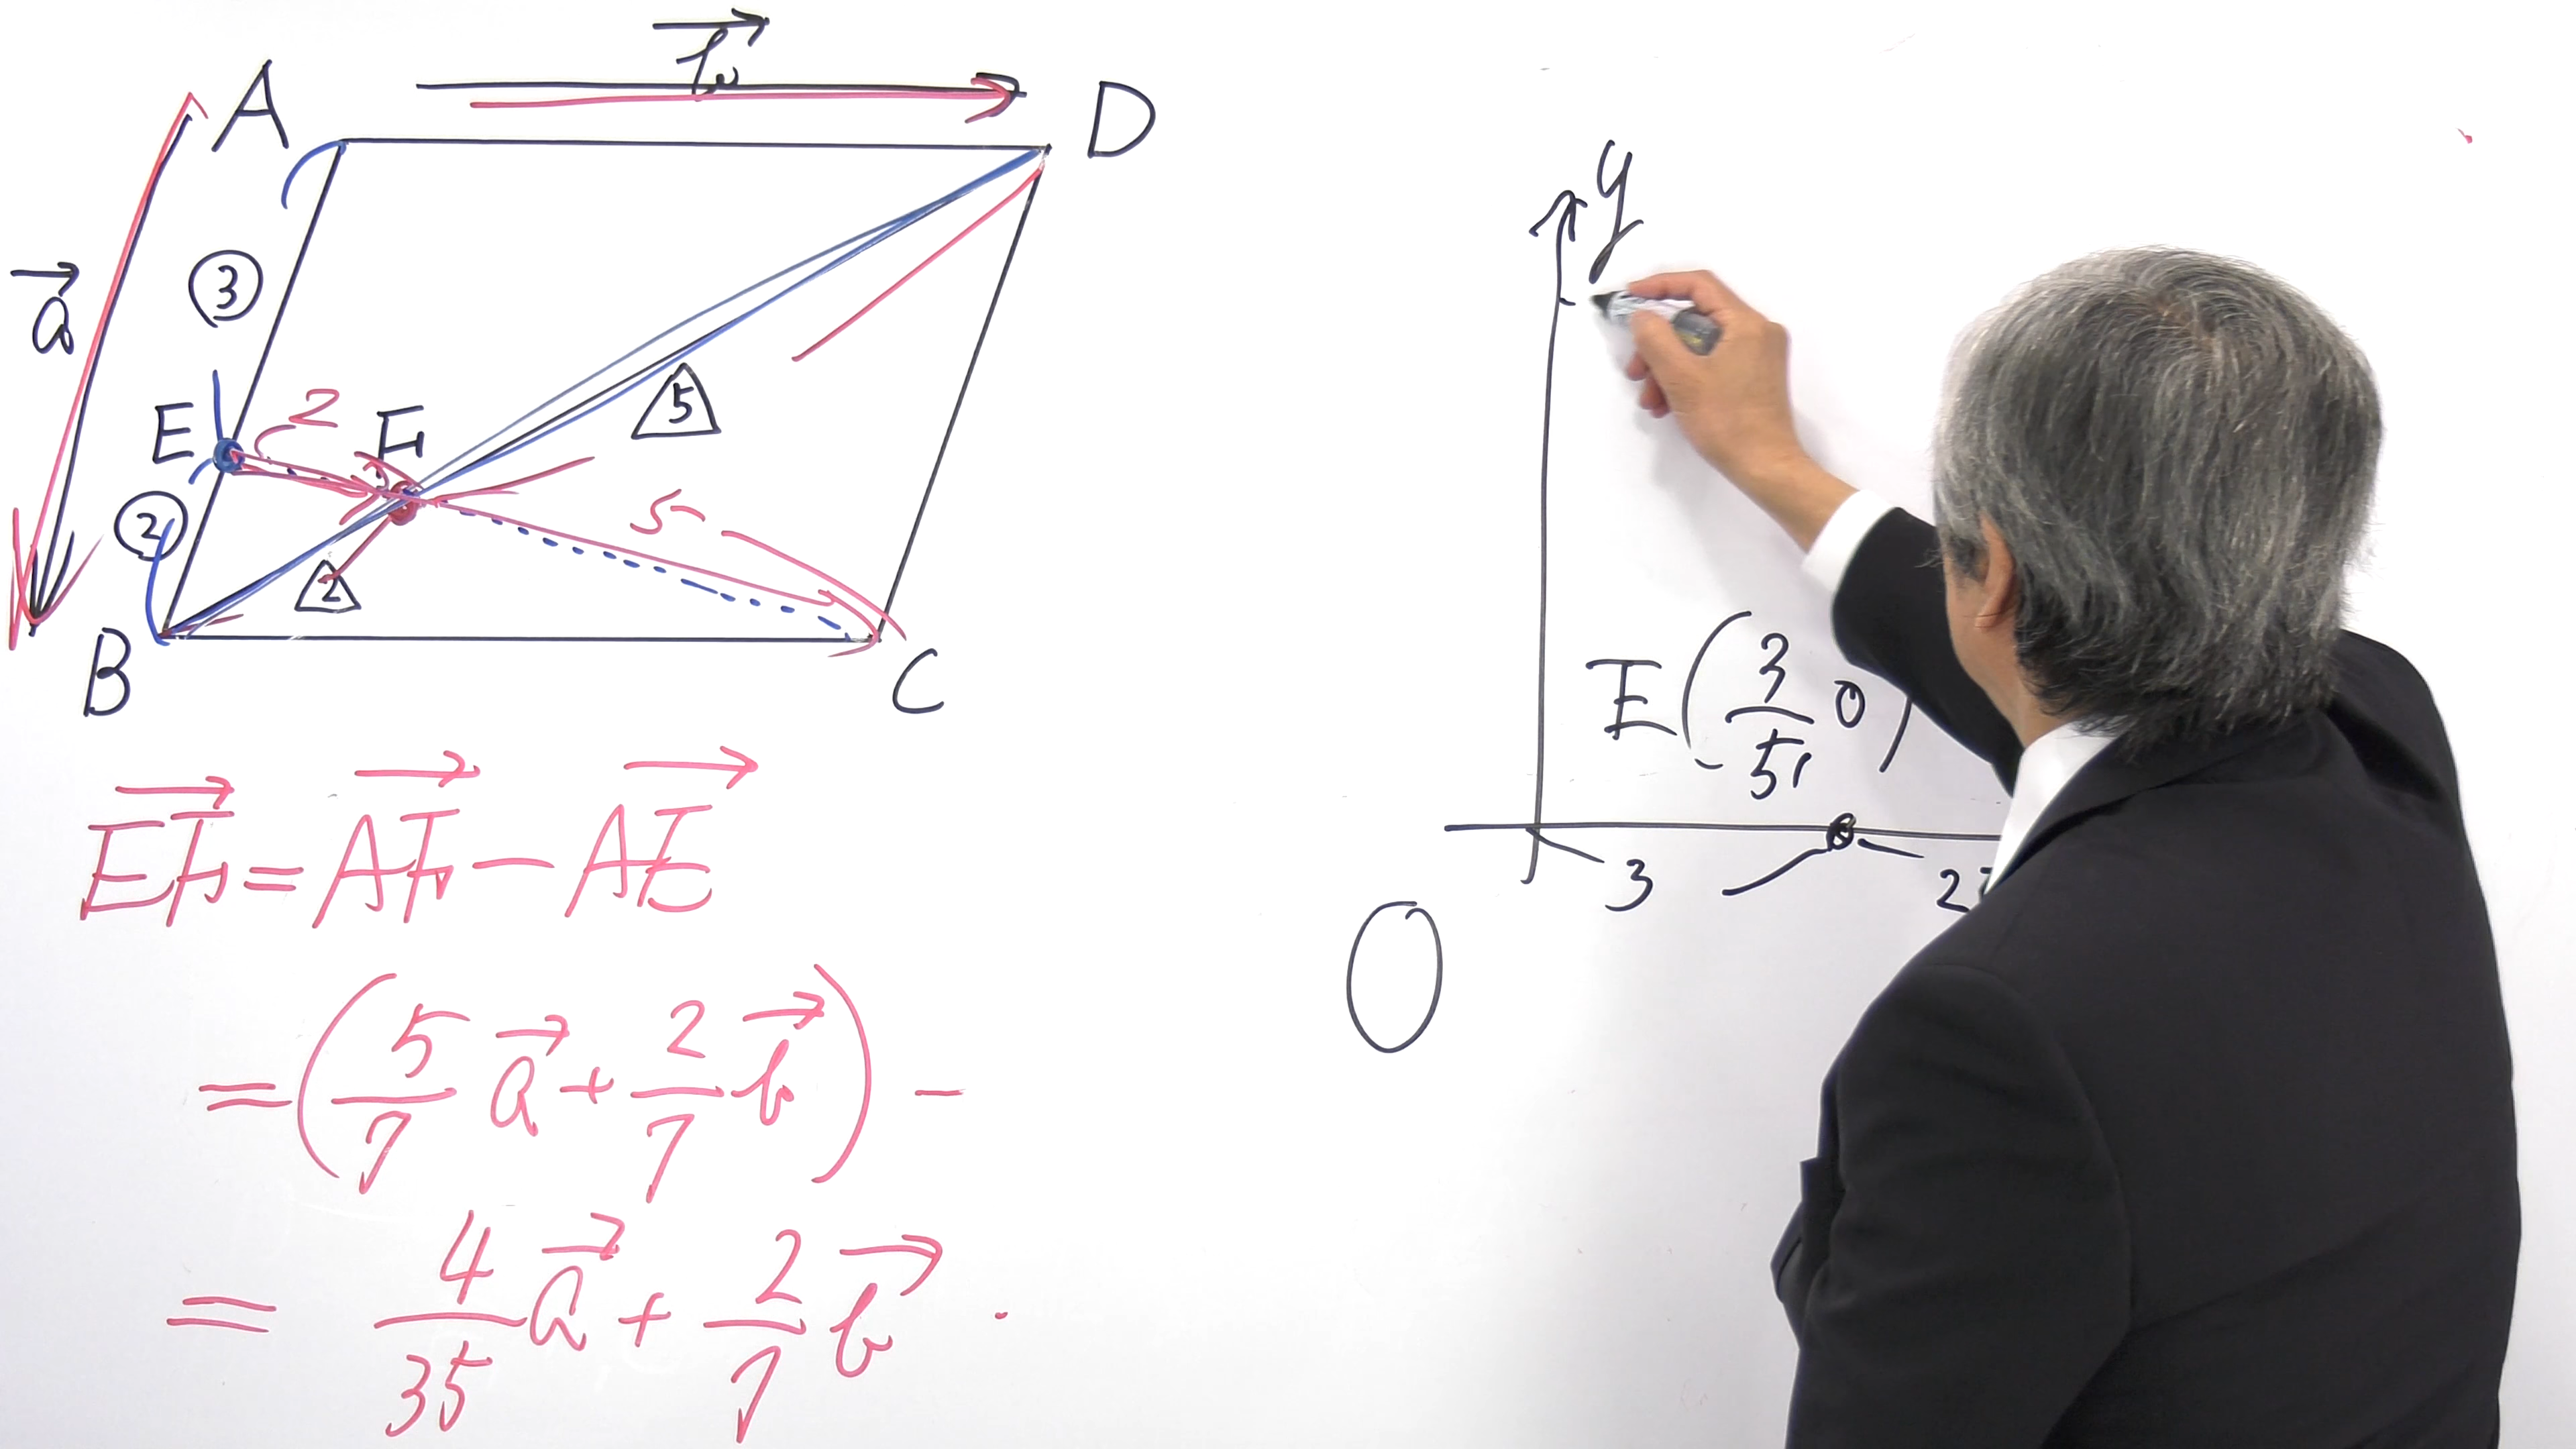 b→
A
D
a→
③
5
E
2
F
5
②
2
B
C
EF→ = AF→ − AE→
= (5/7 a→ + 2/7 b→) −
= 4/35 a→ + 2/7 b→
y
E(3/5, 0)
3
2
O